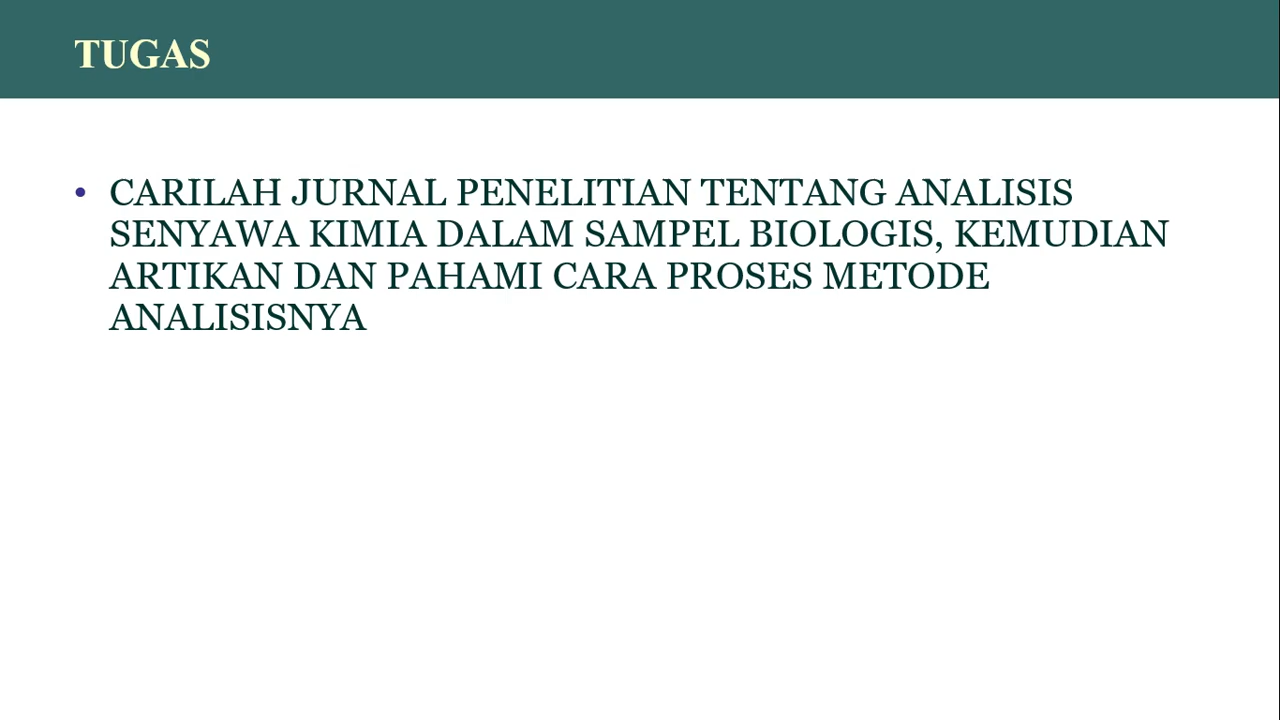 TUGAS
• CARILAH JURNAL PENELITIAN TENTANG ANALISIS
SENYAWA KIMIA DALAM SAMPEL BIOLOGIS, KEMUDIAN
ARTIKAN DAN PAHAMI CARA PROSES METODE
ANALISISNYA